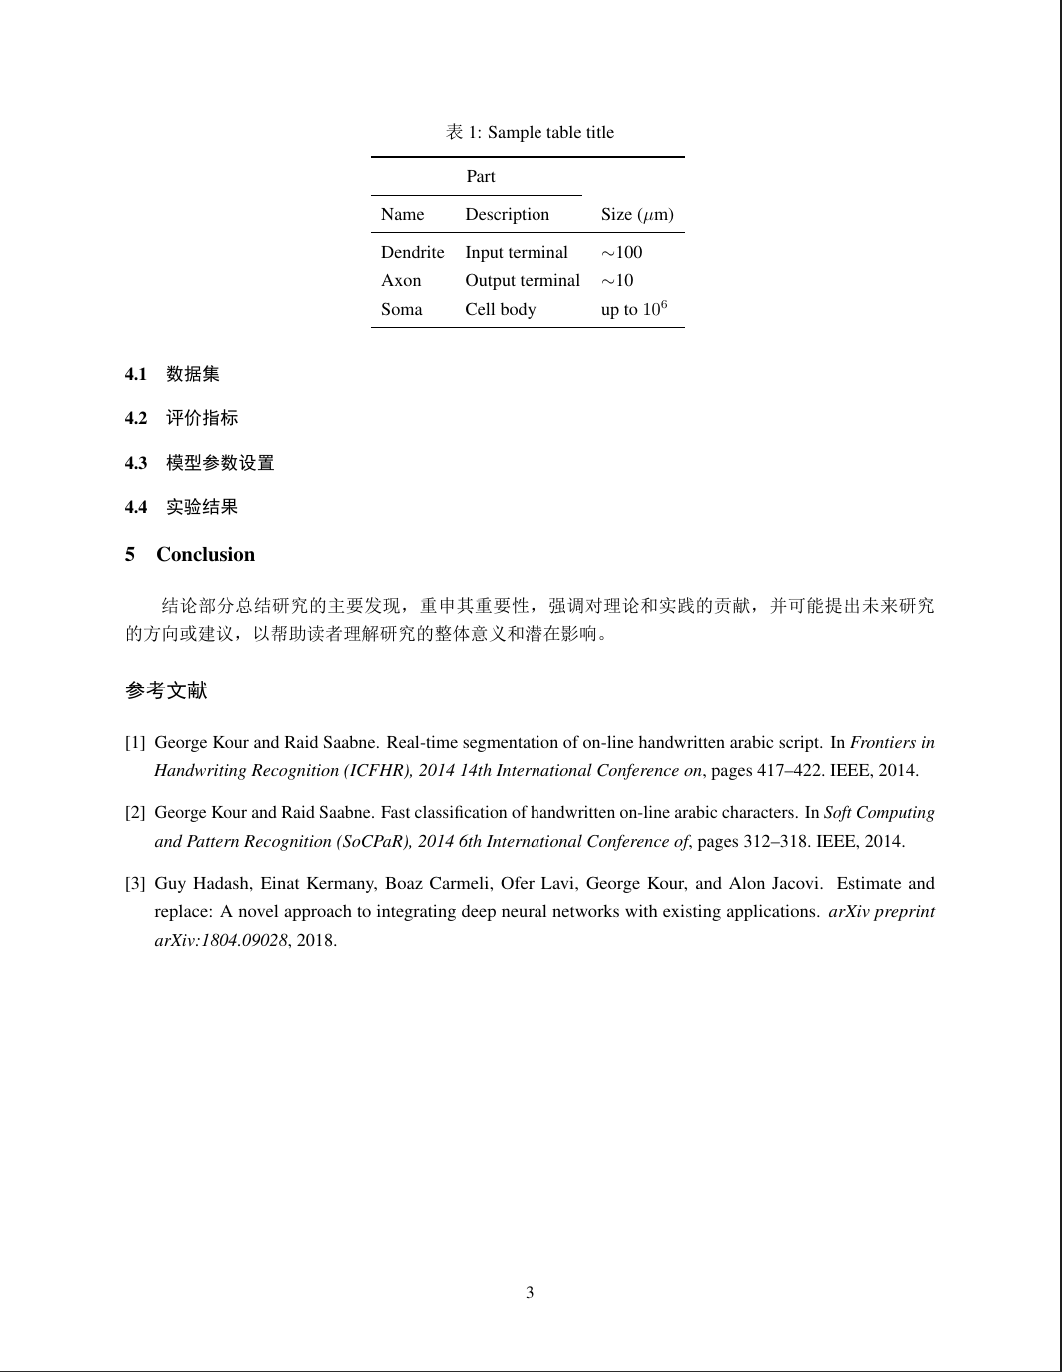 表 1: Sample table title
Part
Name Description Size (μm)
Dendrite Input terminal ∼100
Axon Output terminal ∼10
Soma Cell body up to 10⁶
4.1 数据集
4.2 评价指标
4.3 模型参数设置
4.4 实验结果
5 Conclusion
结论部分总结研究的主要发现，重申其重要性，强调对理论和实践的贡献，并可能提出未来研究
的方向或建议，以帮助读者理解研究的整体意义和潜在影响。
参考文献
[1] George Kour and Raid Saabne. Real-time segmentation of on-line handwritten arabic script. In Frontiers in
Handwriting Recognition (ICFHR), 2014 14th International Conference on, pages 417–422. IEEE, 2014.
[2] George Kour and Raid Saabne. Fast classification of handwritten on-line arabic characters. In Soft Computing
and Pattern Recognition (SoCPaR), 2014 6th International Conference of, pages 312–318. IEEE, 2014.
[3] Guy Hadash, Einat Kermany, Boaz Carmeli, Ofer Lavi, George Kour, and Alon Jacovi. Estimate and
replace: A novel approach to integrating deep neural networks with existing applications. arXiv preprint
arXiv:1804.09028, 2018.
3